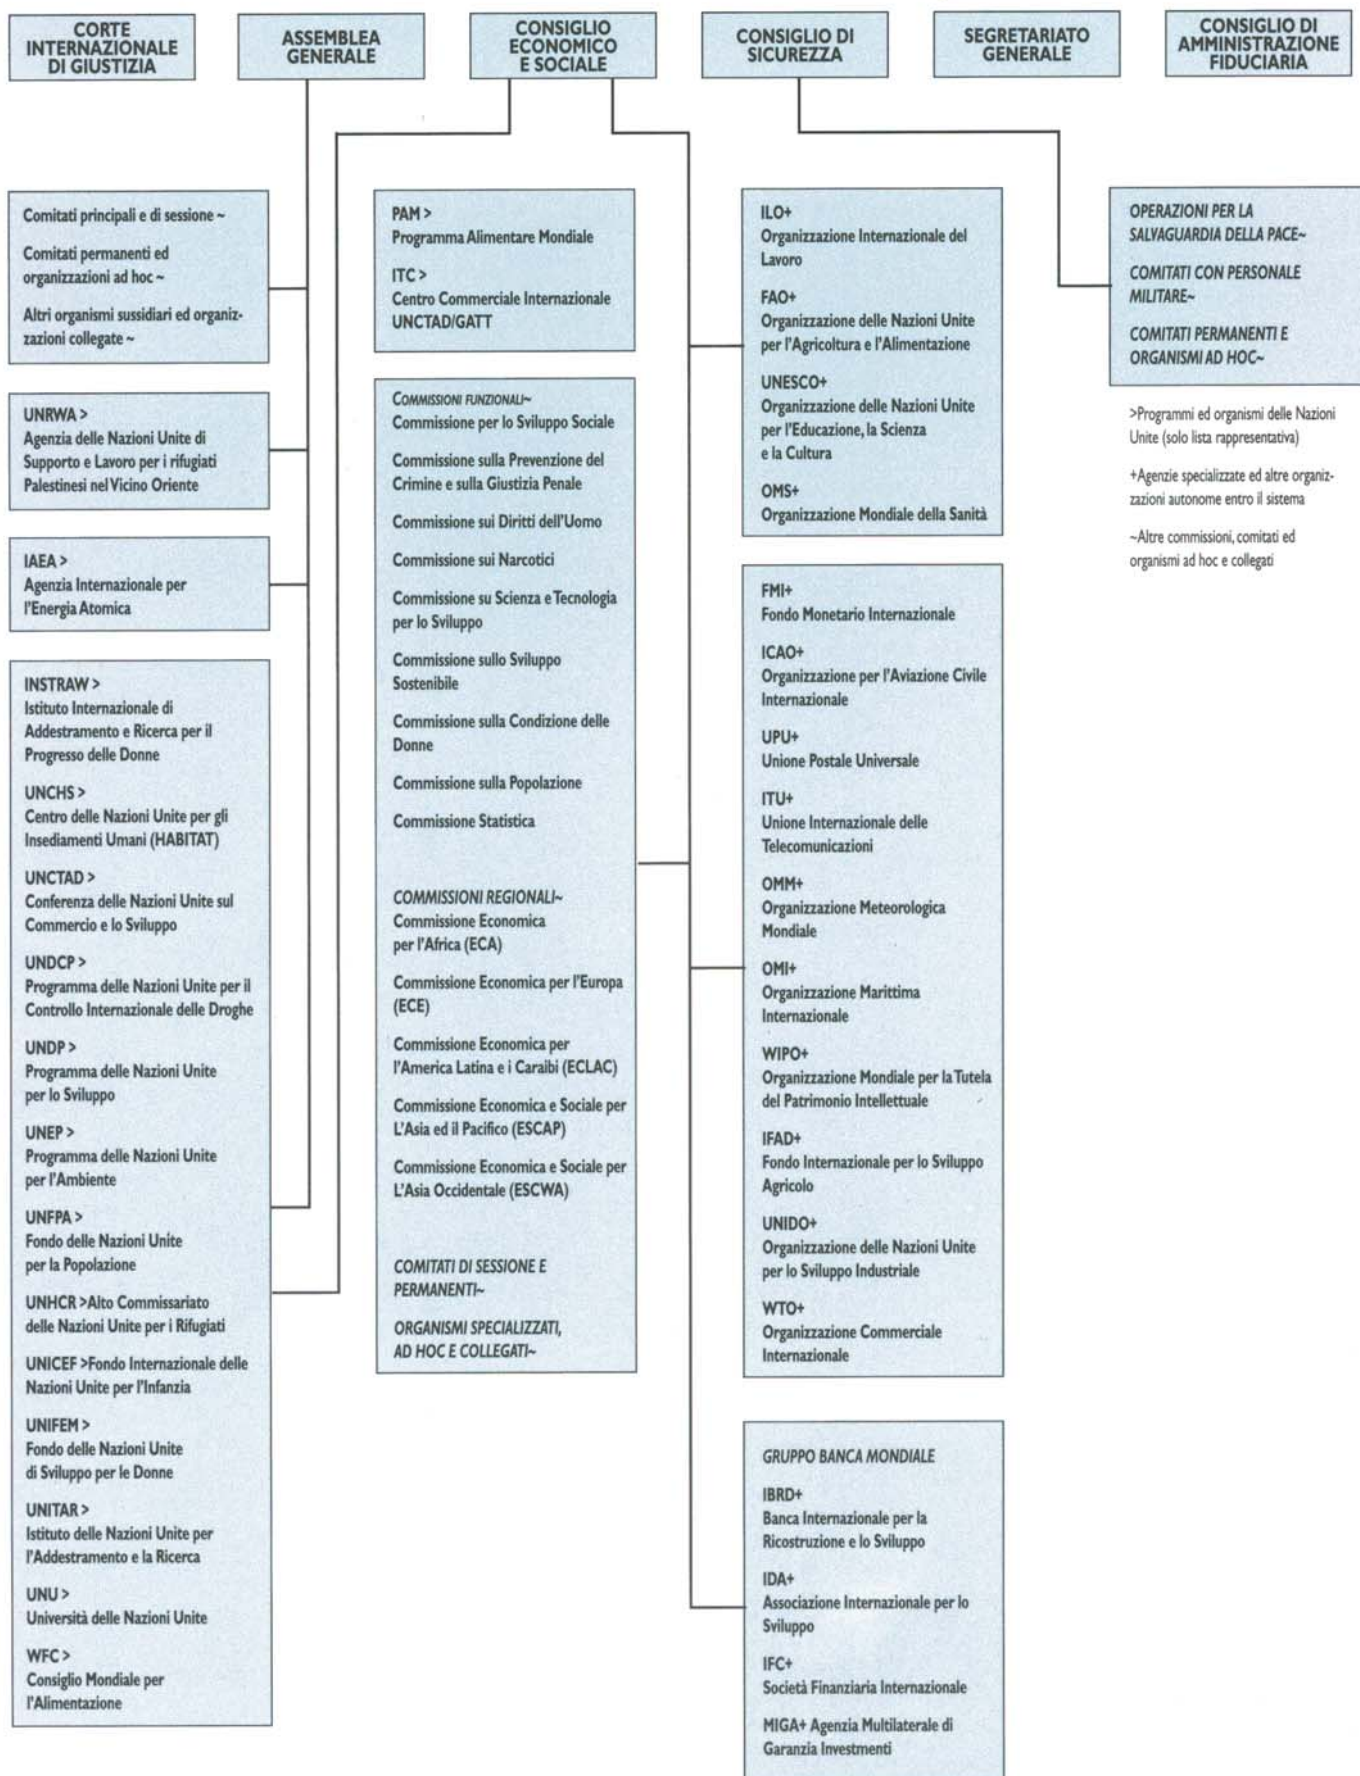 CORTE
INTERNAZIONALE
DI GIUSTIZIA
ASSEMBLEA
GENERALE
CONSIGLIO
ECONOMICO
E SOCIALE
CONSIGLIO DI
SICUREZZA
SEGRETARIATO
GENERALE
CONSIGLIO DI
AMMINISTRAZIONE
FIDUCIARIA
Comitati principali e di sessione ~
Comitati permanenti ed
organizzazioni ad hoc ~
Altri organismi sussidiari ed organiz-
zazioni collegate ~
UNRWA >
Agenzia delle Nazioni Unite di
Supporto e Lavoro per i rifugiati
Palestinesi nel Vicino Oriente
IAEA >
Agenzia Internazionale per
l'Energia Atomica
INSTRAW >
Istituto Internazionale di
Addestramento e Ricerca per il
Progresso delle Donne
UNCHS >
Centro delle Nazioni Unite per gli
Insediamenti Umani (HABITAT)
UNCTAD >
Conferenza delle Nazioni Unite sul
Commercio e lo Sviluppo
UNDCP >
Programma delle Nazioni Unite per il
Controllo Internazionale delle Droghe
UNDP >
Programma delle Nazioni Unite
per lo Sviluppo
UNEP >
Programma delle Nazioni Unite
per l'Ambiente
UNFPA >
Fondo delle Nazioni Unite
per la Popolazione
UNHCR >Alto Commissariato
delle Nazioni Unite per i Rifugiati
UNICEF >Fondo Internazionale delle
Nazioni Unite per l'Infanzia
UNIFEM >
Fondo delle Nazioni Unite
di Sviluppo per le Donne
UNITAR >
Istituto delle Nazioni Unite per
l'Addestramento e la Ricerca
UNU >
Università delle Nazioni Unite
WFC >
Consiglio Mondiale per
l'Alimentazione
PAM >
Programma Alimentare Mondiale
ITC >
Centro Commerciale Internazionale
UNCTAD/GATT
COMMISSIONI FUNZIONALI~
Commissione per lo Sviluppo Sociale
Commissione sulla Prevenzione del
Crimine e sulla Giustizia Penale
Commissione sui Diritti dell'Uomo
Commissione sui Narcotici
Commissione su Scienza e Tecnologia
per lo Sviluppo
Commissione sullo Sviluppo
Sostenibile
Commissione sulla Condizione delle
Donne
Commissione sulla Popolazione
Commissione Statistica
COMMISSIONI REGIONALI~
Commissione Economica
per l'Africa (ECA)
Commissione Economica per l'Europa
(ECE)
Commissione Economica per
l'America Latina e i Caraibi (ECLAC)
Commissione Economica e Sociale per
L'Asia ed il Pacifico (ESCAP)
Commissione Economica e Sociale per
L'Asia Occidentale (ESCWA)
COMITATI DI SESSIONE E
PERMANENTI~
ORGANISMI SPECIALIZZATI,
AD HOC E COLLEGATI~
ILO+
Organizzazione Internazionale del
Lavoro
FAO+
Organizzazione delle Nazioni Unite
per l'Agricoltura e l'Alimentazione
UNESCO+
Organizzazione delle Nazioni Unite
per l'Educazione, la Scienza
e la Cultura
OMS+
Organizzazione Mondiale della Sanità
FMI+
Fondo Monetario Internazionale
ICAO+
Organizzazione per l'Aviazione Civile
Internazionale
UPU+
Unione Postale Universale
ITU+
Unione Internazionale delle
Telecomunicazioni
OMM+
Organizzazione Meteorologica
Mondiale
OMI+
Organizzazione Marittima
Internazionale
WIPO+
Organizzazione Mondiale per la Tutela
del Patrimonio Intellettuale
IFAD+
Fondo Internazionale per lo Sviluppo
Agricolo
UNIDO+
Organizzazione delle Nazioni Unite
per lo Sviluppo Industriale
WTO+
Organizzazione Commerciale
Internazionale
GRUPPO BANCA MONDIALE
IBRD+
Banca Internazionale per la
Ricostruzione e lo Sviluppo
IDA+
Associazione Internazionale per lo
Sviluppo
IFC+
Società Finanziaria Internazionale
MIGA+ Agenzia Multilaterale di
Garanzia Investimenti
OPERAZIONI PER LA
SALVAGUARDIA DELLA PACE~
COMITATI CON PERSONALE
MILITARE~
COMITATI PERMANENTI E
ORGANISMI AD HOC~
>Programmi ed organismi delle Nazioni
Unite (solo lista rappresentativa)
+Agenzie specializzate ed altre organiz-
zazioni autonome entro il sistema
~Altre commissioni, comitati ed
organismi ad hoc e collegati